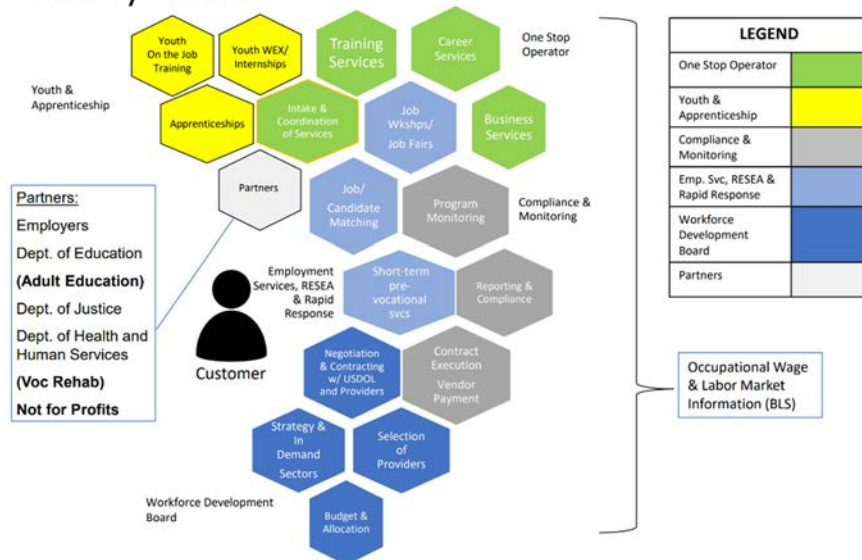 Youth
On the Job
Training
Youth WEX/
Internships
Training
Services
Career
Services
One Stop
Operator
Youth
& Apprenticeship
Apprenticeships
Intake &
Coordination
of Services
Job
Wkshps/
Job Fairs
Business
Services
Partners
Job/
Candidate
Matching
Program
Monitoring
Compliance &
Monitoring
Partners:
Employers
Dept. of Education
(Adult Education)
Dept. of Justice
Dept. of Health and
Human Services
(Voc Rehab)
Not for Profits
Customer
Employment
Services, RESEA
& Rapid
Response
Short-term
pre-
vocational
svcs
Reporting &
Compliance
Negotiation
& Contracting
w/ USDOL
and Providers
Contract
Execution
Vendor
Payment
Strategy &
In
Demand
Sectors
Selection
of
Providers
Workforce Development
Board
Budget &
Allocation
LEGEND
One Stop Operator
Youth &
Apprenticeship
Compliance &
Monitoring
Emp. Svc, RESEA &
Rapid Response
Workforce
Development
Board
Partners
Occupational Wage
& Labor Market
Information (BLS)